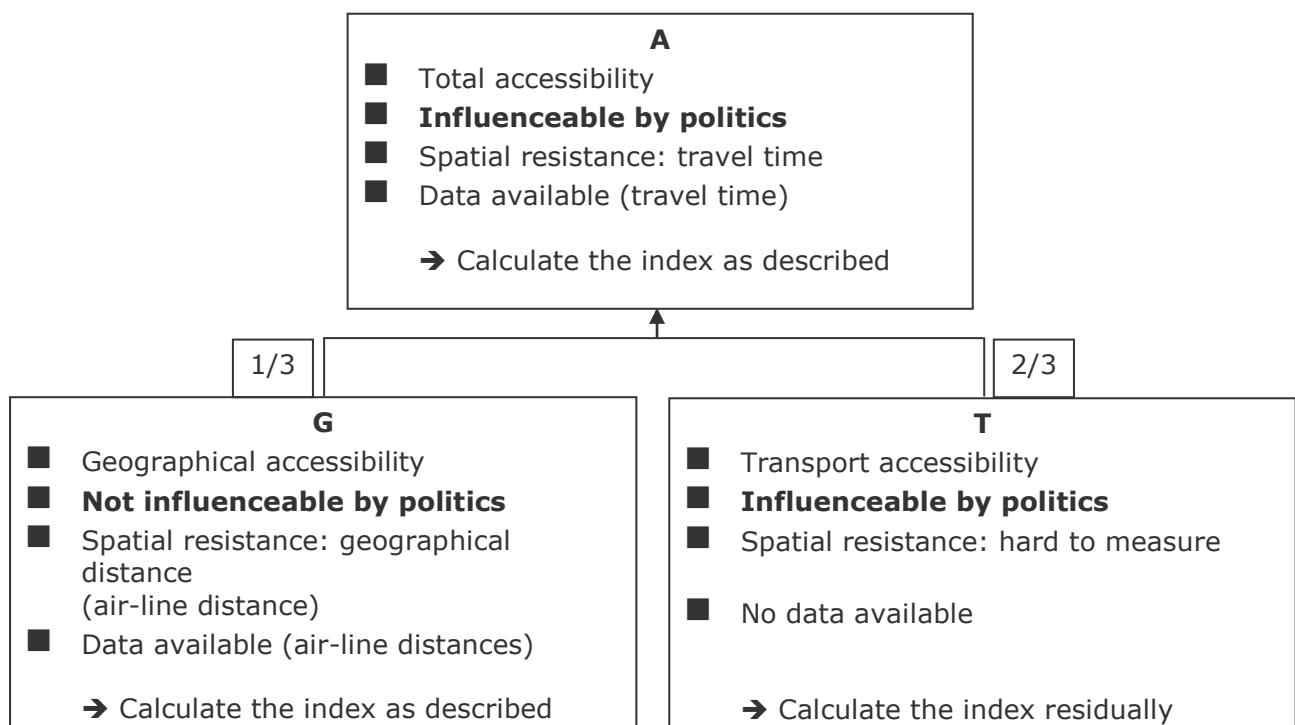 A
■ Total accessibility
■ Influenceable by politics
■ Spatial resistance: travel time
■ Data available (travel time)
➔ Calculate the index as described
1/3
2/3
G
■ Geographical accessibility
■ Not influenceable by politics
■ Spatial resistance: geographical
distance
(air-line distance)
■ Data available (air-line distances)
➔ Calculate the index as described
T
■ Transport accessibility
■ Influenceable by politics
■ Spatial resistance: hard to measure
■ No data available
➔ Calculate the index residually